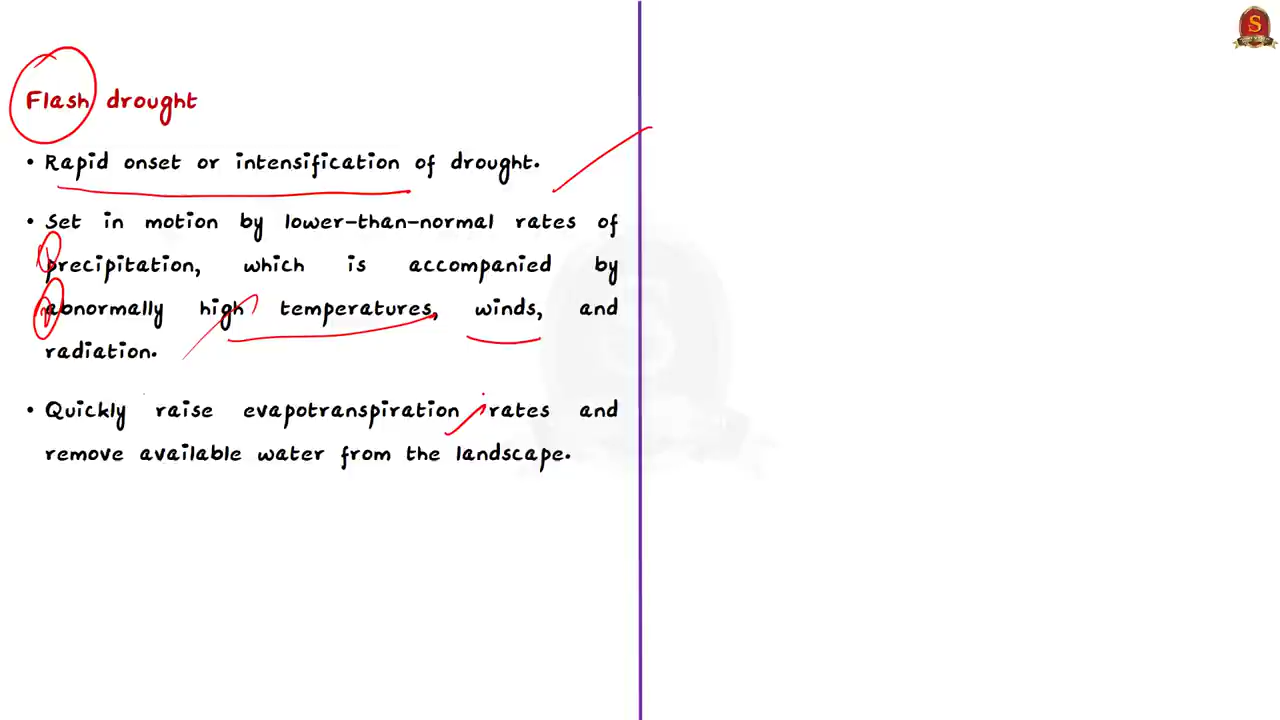 Flash drought
• Rapid onset or intensification of drought.
• Set in motion by lower-than-normal rates of
precipitation, which is accompanied by
abnormally high temperatures, winds, and
radiation.
• Quickly raise evapotranspiration rates and
remove available water from the landscape.
S